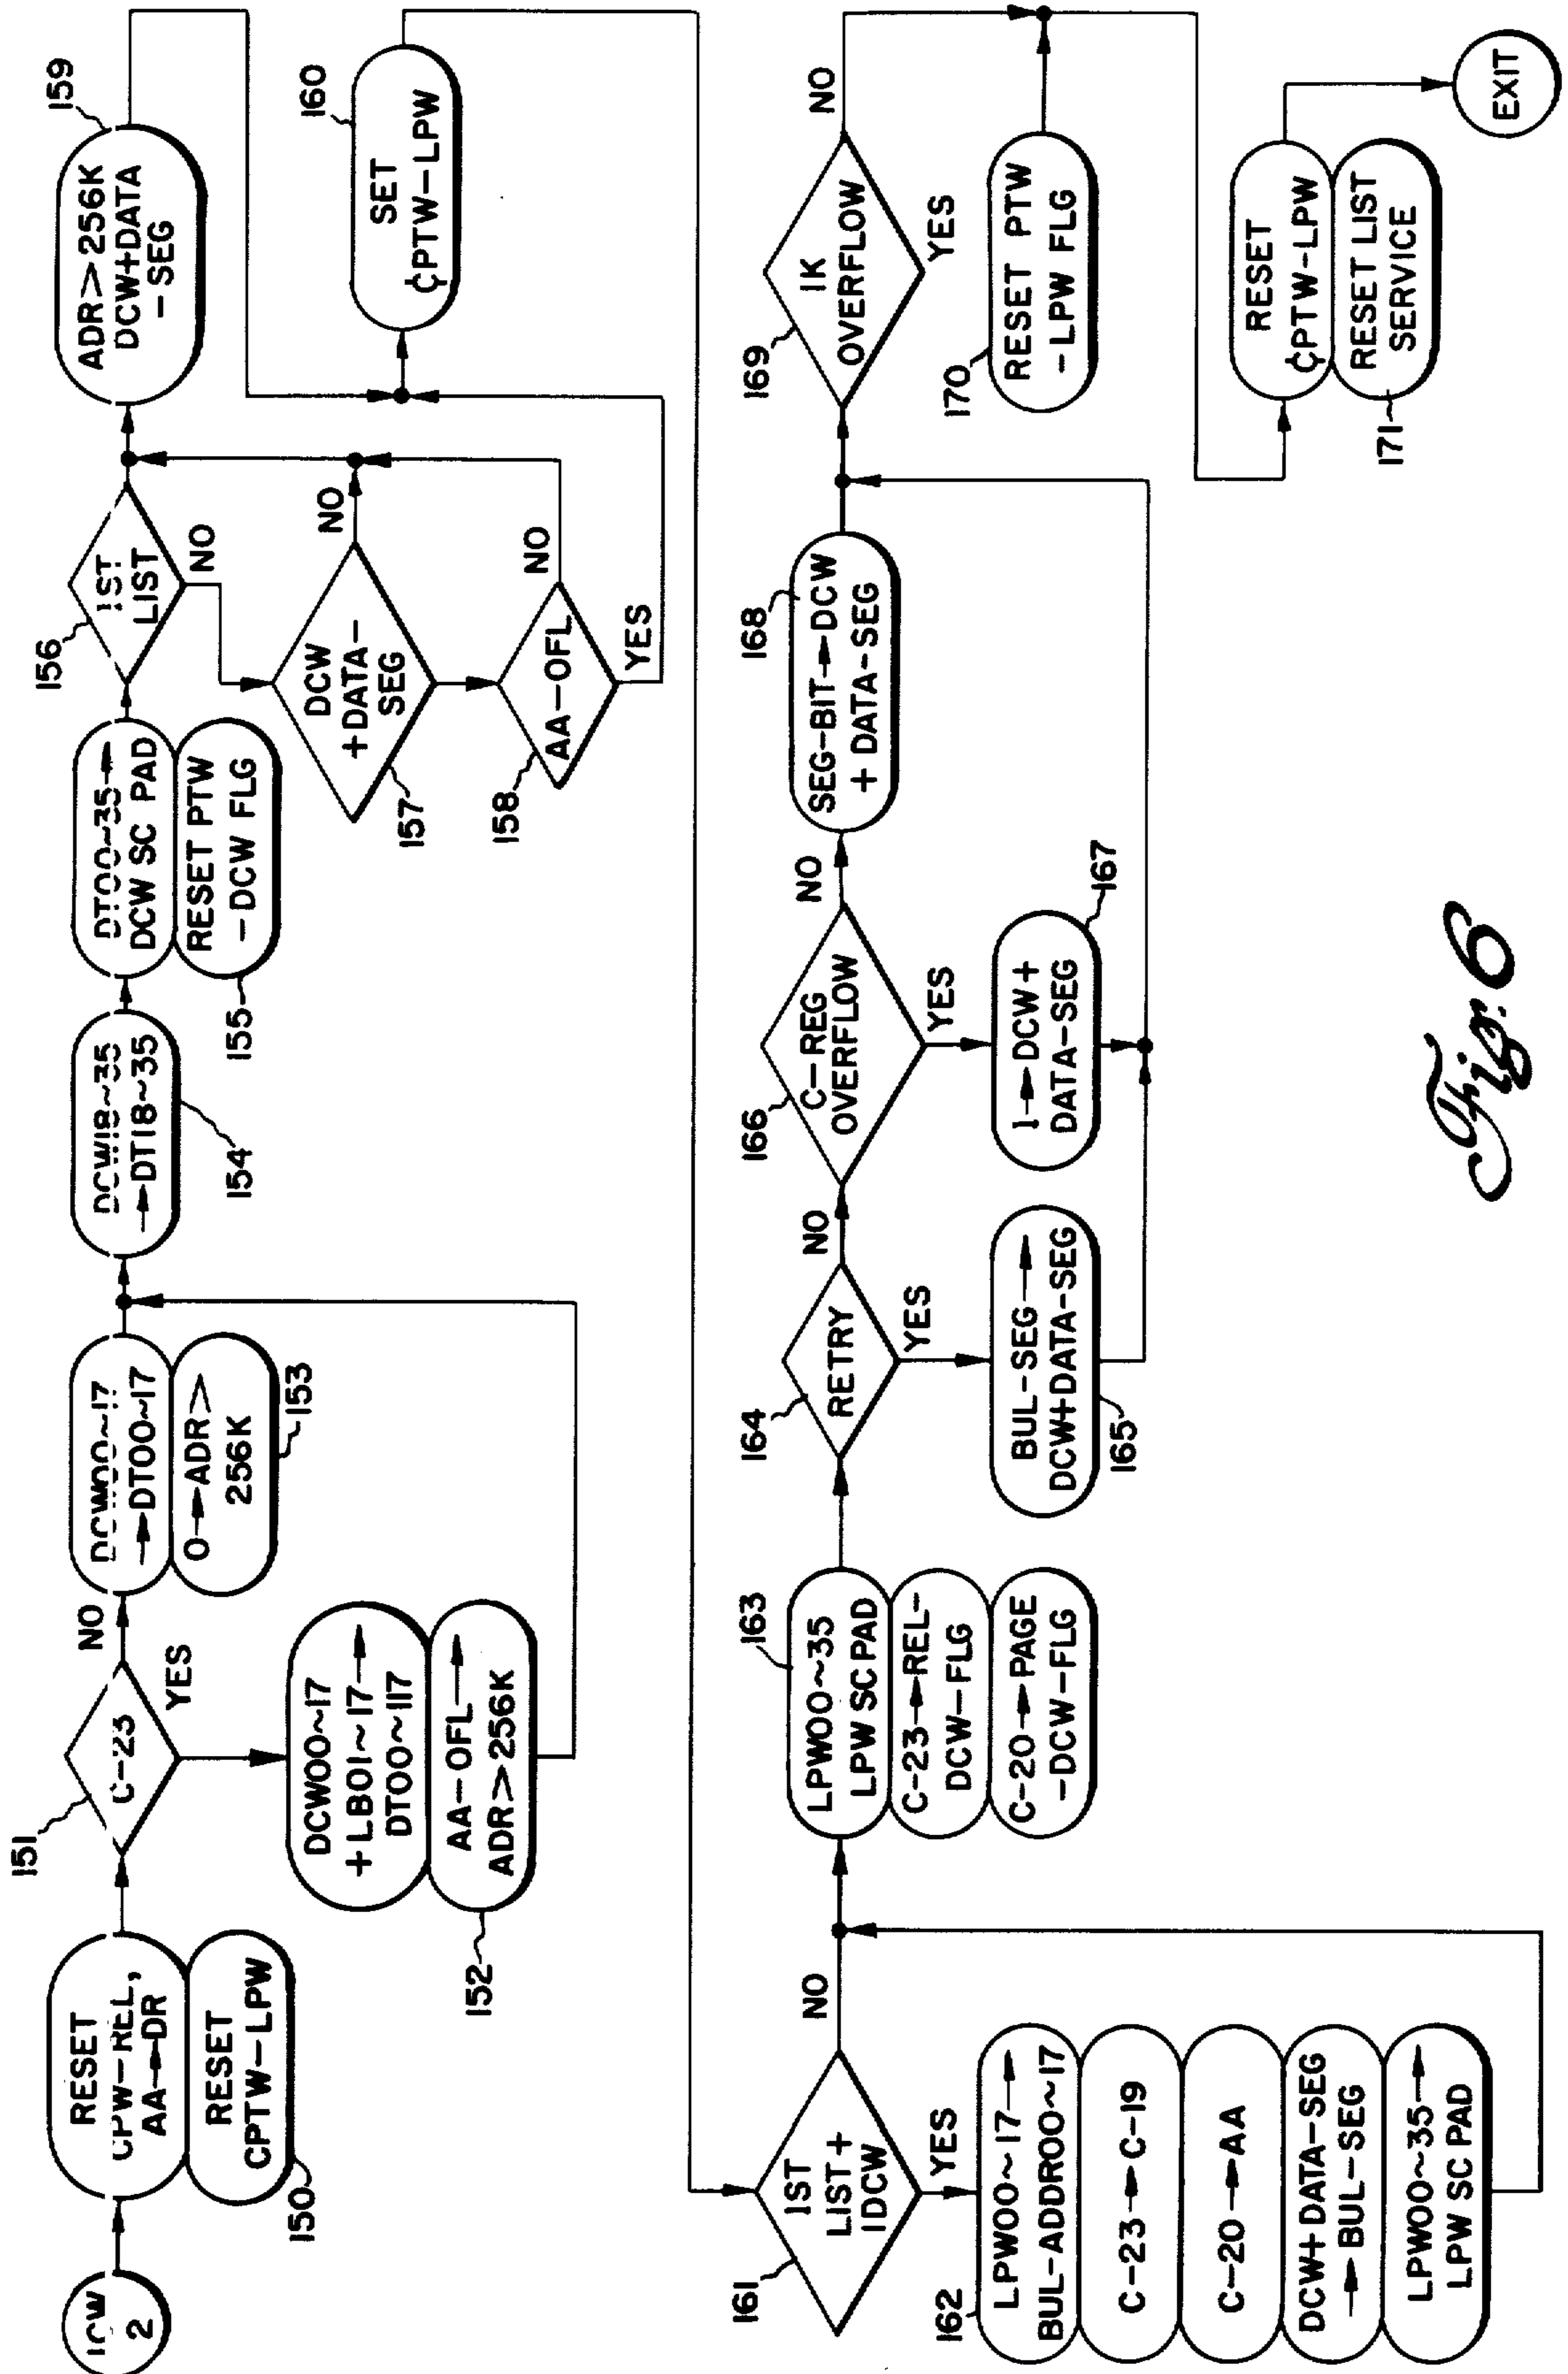 2
RESET
AA→DR
RESET
CPTW-LPW
150
151
C-23
NO
YES
DCW00~17
+LB01~17→
DT00~117
AA-OFL→
ADR>256K
152
DCW00~17
→DT00~17
0→ADR>
256K
153
DCW18~35
→DT18~35
154
DT00~35→
DCW SC PAD
RESET PTW
-DCW FLG
155
156
1ST
LIST
NO
DCW
+DATA-
SEG
157
NO
AA-OFL
158
NO
YES
159
ADR>256K
DCW+DATA
-SEG
160
SET
¢PTW-LPW
161
1ST
LIST+
IDCW
NO
YES
162
LPW00~17→
BUL-ADDR00~17
C-23→C-19
C-20→AA
DCW+DATA-SEG
→BUL-SEG
LPW00~35→
LPW SC PAD
163
LPW00~35
LPW SC PAD
C-23→REL-
DCW-FLG
C-20→PAGE
-DCW-FLG
164
RETRY
NO
YES
BUL-SEG→
DCW+DATA-SEG
165
166
C-REG
OVERFLOW
NO
YES
1→DCW+
DATA-SEG
167
168
SEG-BIT→DCW
+DATA-SEG
169
1K
OVERFLOW
NO
YES
170
RESET PTW
-LPW FLG
RESET
¢PTW-LPW
RESET LIST
SERVICE
171
EXIT
Fig. 6